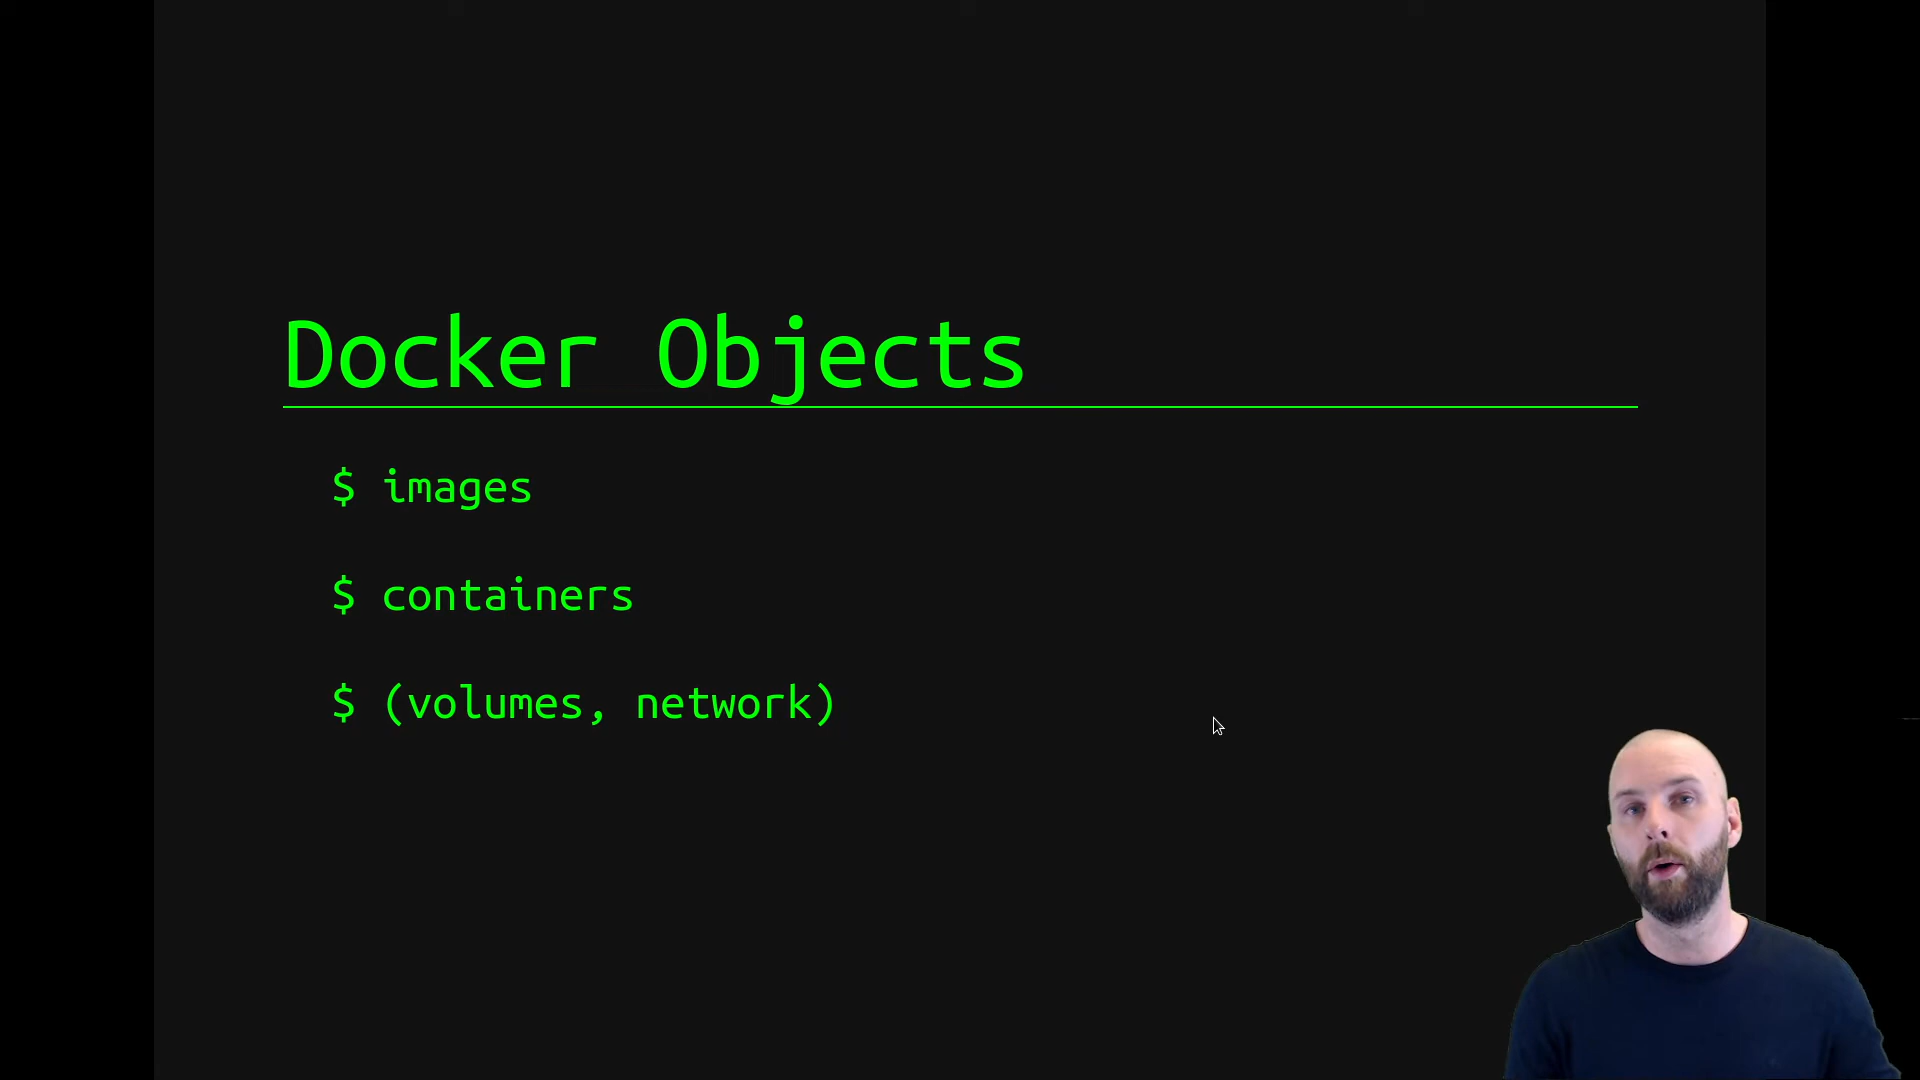 Docker Objects
$ images
$ containers
$ (volumes, network)